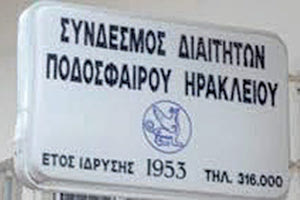 ΣΥΝΔΕΣΜΟΣ ΔΙΑΙΤΗΤΩΝ
ΠΟΔΟΣΦΑΙΡΟΥ ΗΡΑΚΛΕΙΟΥ
ΕΤΟΣ ΙΔΡΥΣΗΣ 1953 ΤΗΛ. 316.000